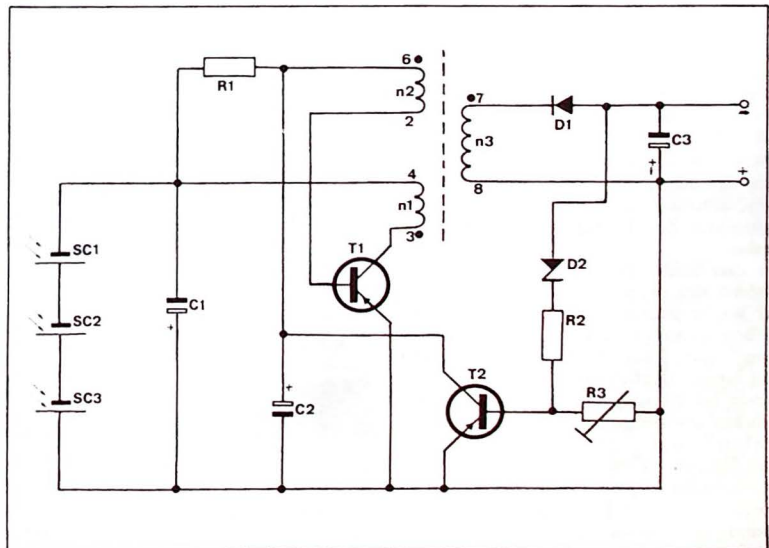 6
R1
n2
7
D1
2
n3
C3
-
+
4
8
+
n1
3
SC1
T1
D2
C1
+
R2
SC2
T2
+
R3
C2
SC3